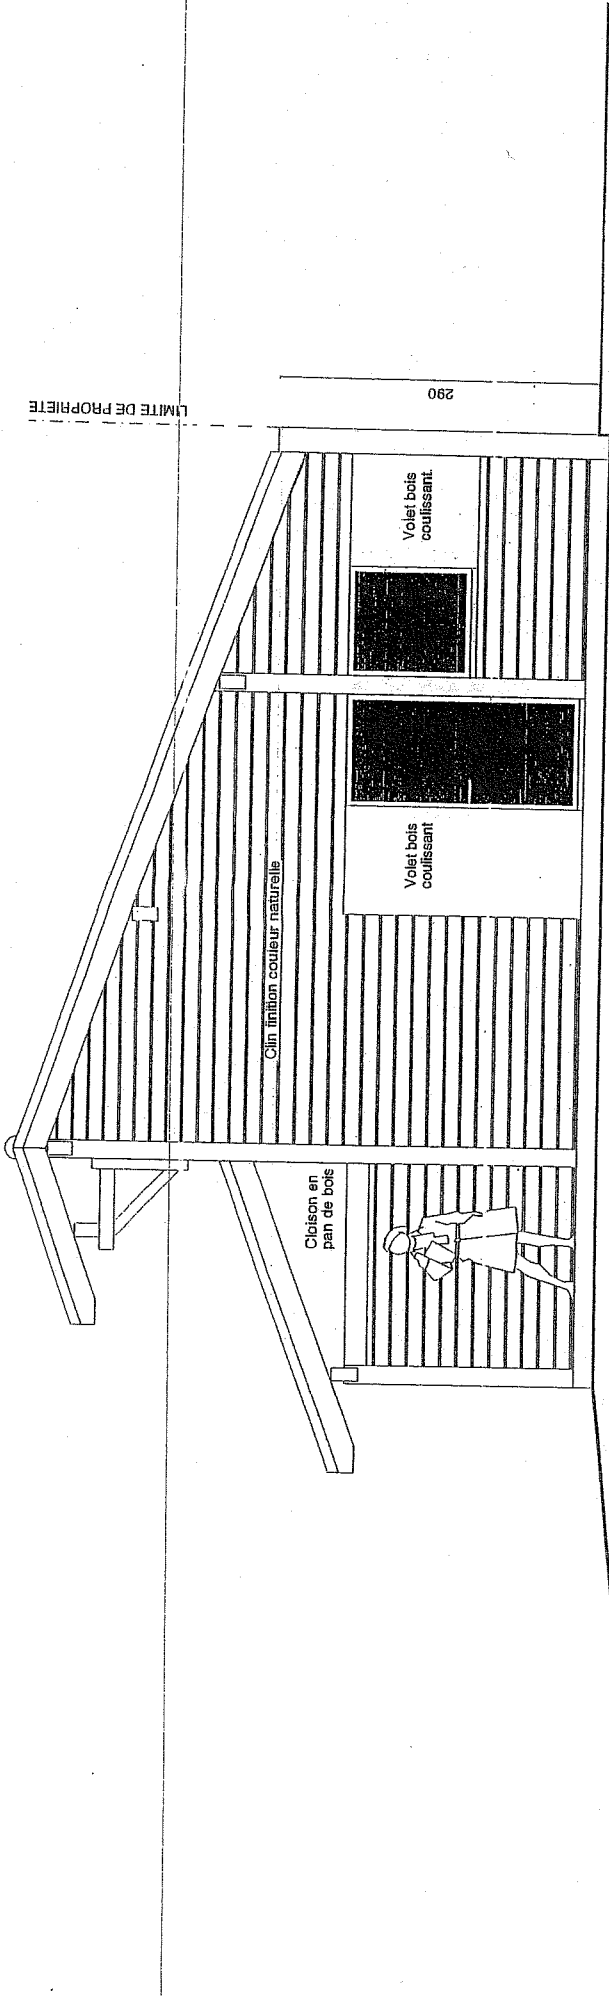 LIMITE DE PROPRIETE
290
Volet bois
coulissant.
Volet bois
coulissant
Clin finition couleur naturelle
Cloison en
pan de bois